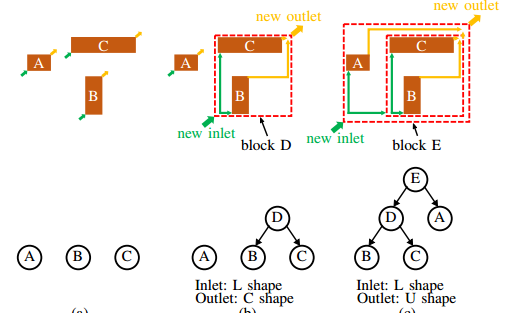 new outlet
new outlet
C
C
C
A
A
A
B
B
B
new inlet
new inlet
block D
block E
E
D
D
A
A
B
C
A
B
C
B
C
Inlet: L shape
Outlet: C shape
Inlet: L shape
Outlet: U shape
(a)
(b)
(c)